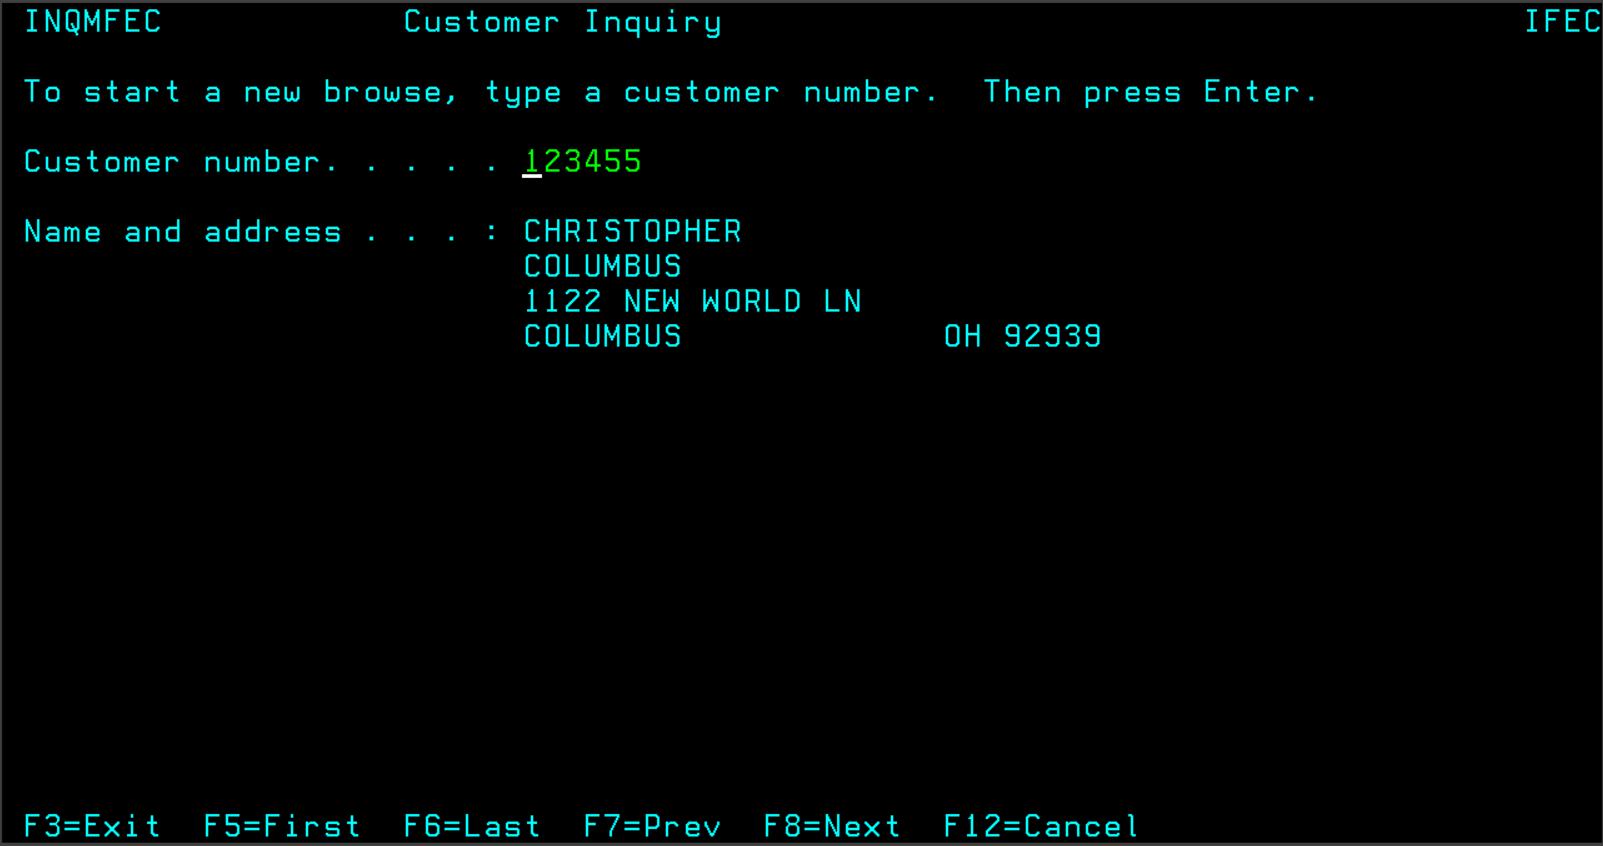 INQMFEC Customer Inquiry IFEC
To start a new browse, type a customer number. Then press Enter.
Customer number. . . . . 123455
Name and address . . . : CHRISTOPHER
COLUMBUS
1122 NEW WORLD LN
COLUMBUS OH 92939
F3=Exit F5=First F6=Last F7=Prev F8=Next F12=Cancel